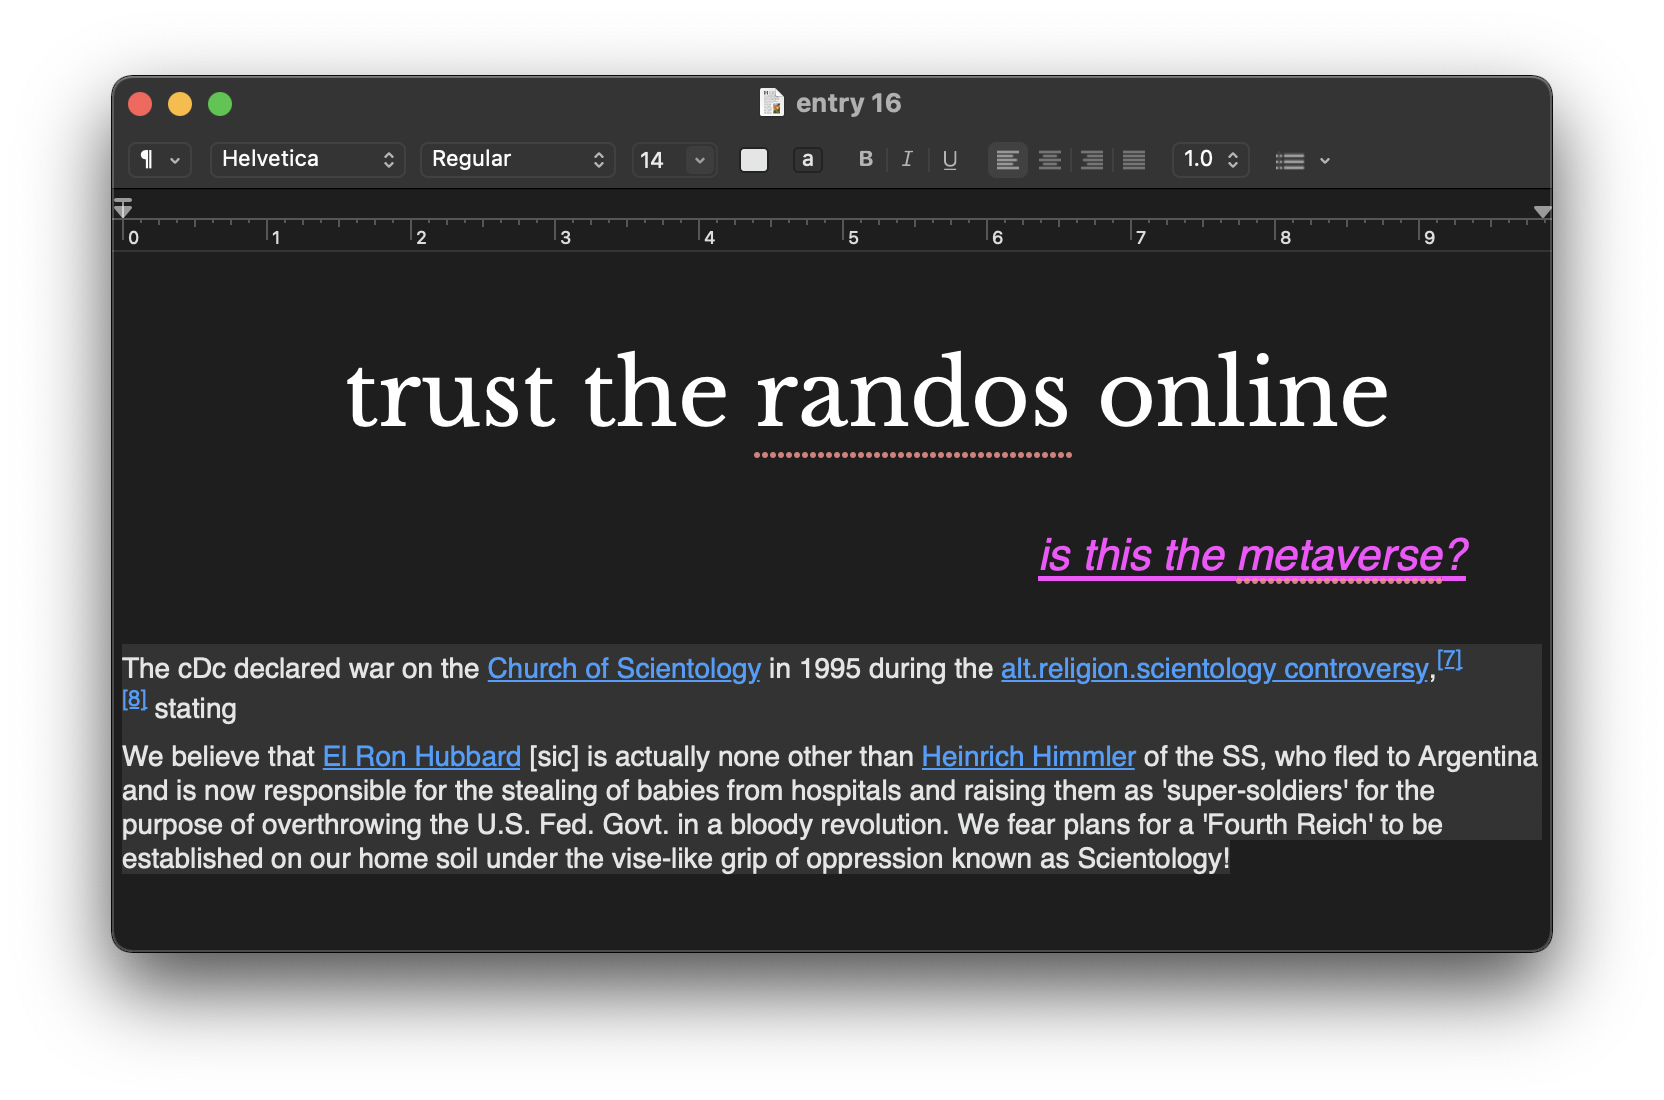 entry 16
¶ Helvetica Regular 14 a B I U 1.0
0 1 2 3 4 5 6 7 8 9
trust the randos online
is this the metaverse?
The cDc declared war on the Church of Scientology in 1995 during the alt.religion.scientology controversy,[7]
[8] stating
We believe that El Ron Hubbard [sic] is actually none other than Heinrich Himmler of the SS, who fled to Argentina
and is now responsible for the stealing of babies from hospitals and raising them as 'super-soldiers' for the
purpose of overthrowing the U.S. Fed. Govt. in a bloody revolution. We fear plans for a 'Fourth Reich' to be
established on our home soil under the vise-like grip of oppression known as Scientology!